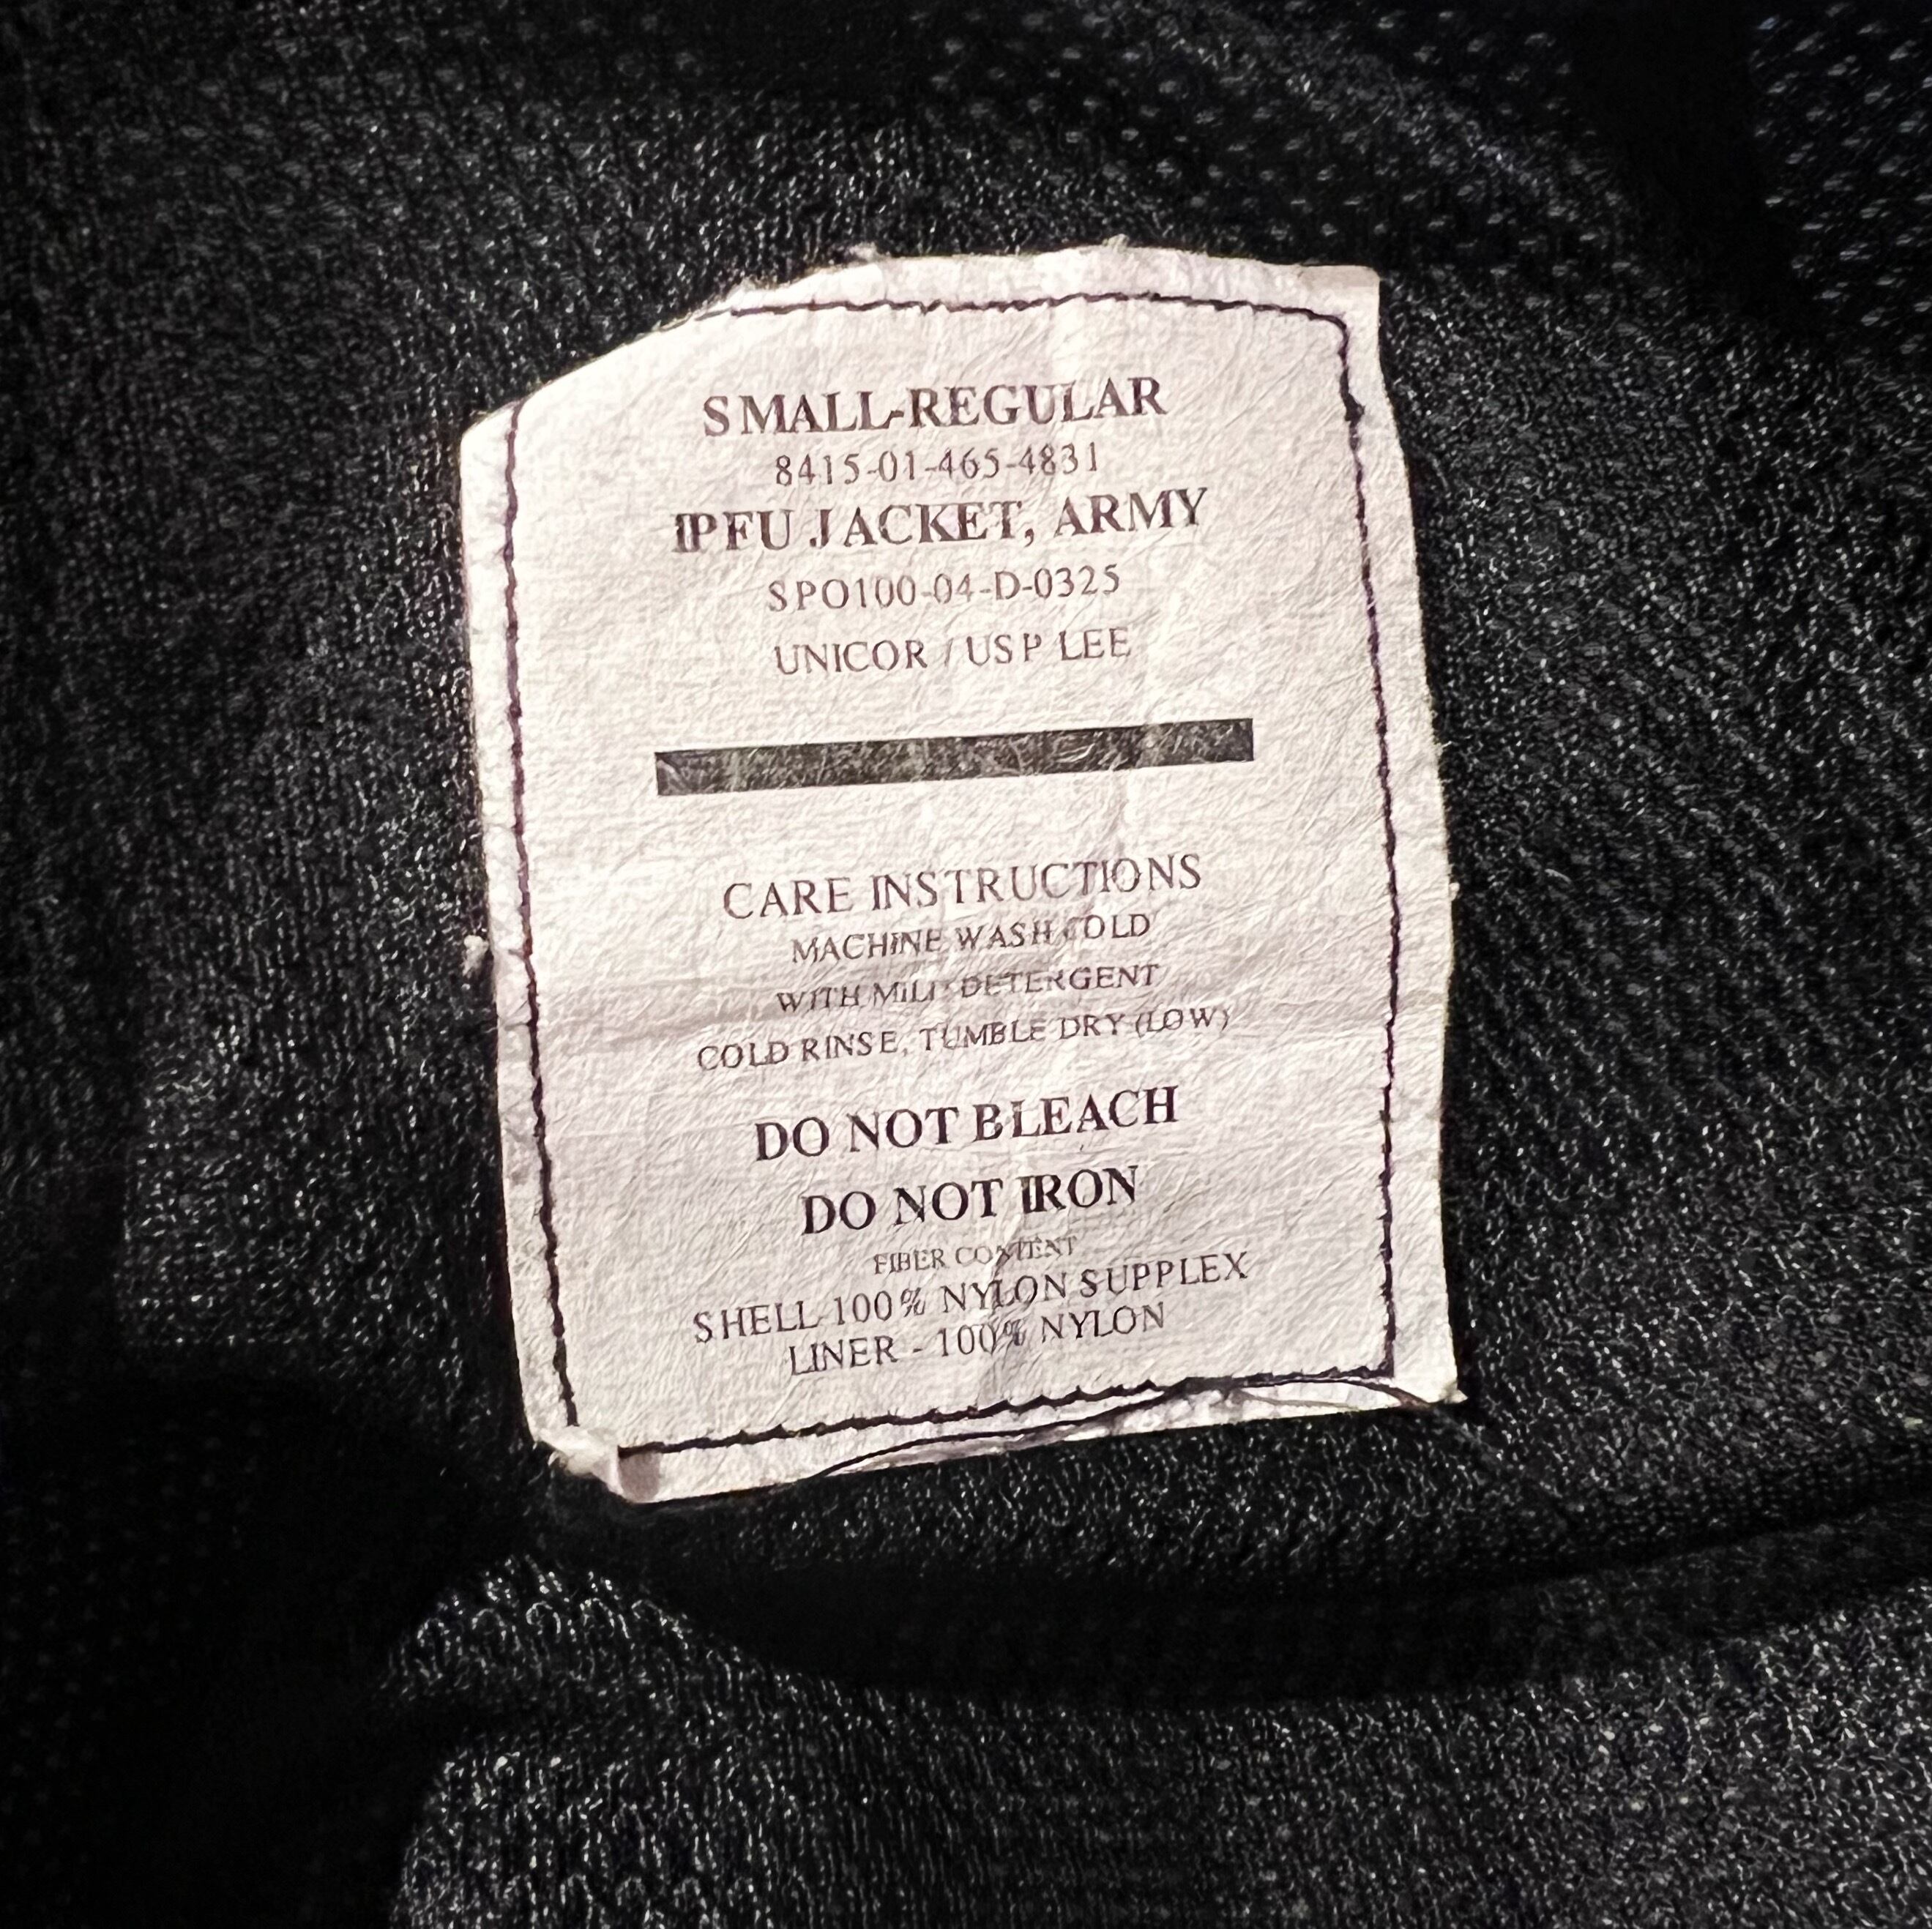 SMALL-REGULAR
8415-01-465-4831
IPFU JACKET, ARMY
SPO100-04-D-0325
UNICOR / USP LEE
CARE INSTRUCTIONS
MACHINE WASH COLD
WITH MILD DETERGENT
COLD RINSE, TUMBLE DRY (LOW)
DO NOT BLEACH
DO NOT IRON
FIBER CONTENT
SHELL-100% NYLON SUPPLEX
LINER - 100% NYLON